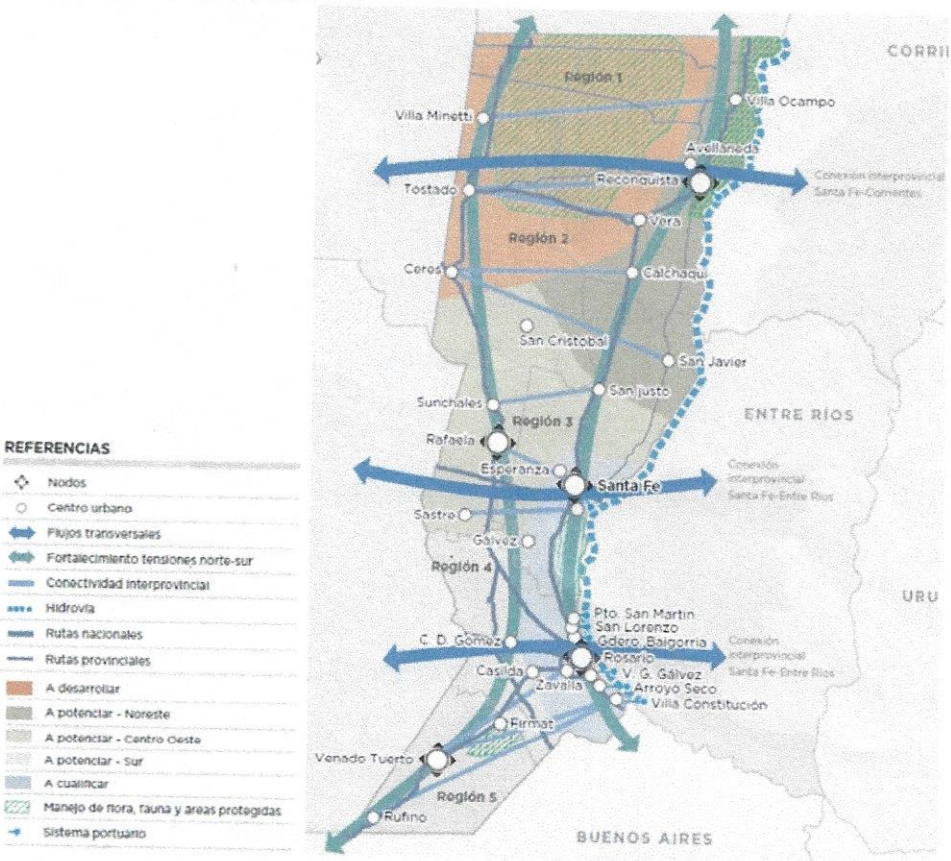 CORRI
Región 1
Villa Ocampo
Villa Minetti
Avellaneda
Reconquista
Conexión interprovincial
Santa Fe-Corrientes
Tostado
Vera
Región 2
Ceres
Calchaquí
San Cristóbal
San Javier
Sunchales
San justo
ENTRE RÍOS
Región 3
Rafaela
Esperanza
Santa Fe
Conexión
interprovincial
Santa Fe-Entre Ríos
Sastre
Gálvez
Región 4
URU
Pto. San Martín
San Lorenzo
C. D. Gómez
Gdero. Baigorria
Rosario
Conexión
interprovincial
Santa Fe-Entre Ríos
Casilda
Zavalla
V. G. Gálvez
Arroyo Seco
Villa Constitución
Firmat
Venado Tuerto
Región 5
Rufino
BUENOS AIRES
REFERENCIAS
Nodos
Centro urbano
Flujos transversales
Fortalecimiento tensiones norte-sur
Conectividad interprovincial
Hidrovía
Rutas nacionales
Rutas provinciales
A desarrollar
A potenciar - Noreste
A potenciar - Centro Oeste
A potenciar - Sur
A cualificar
Manejo de flora, fauna y áreas protegidas
Sistema portuario